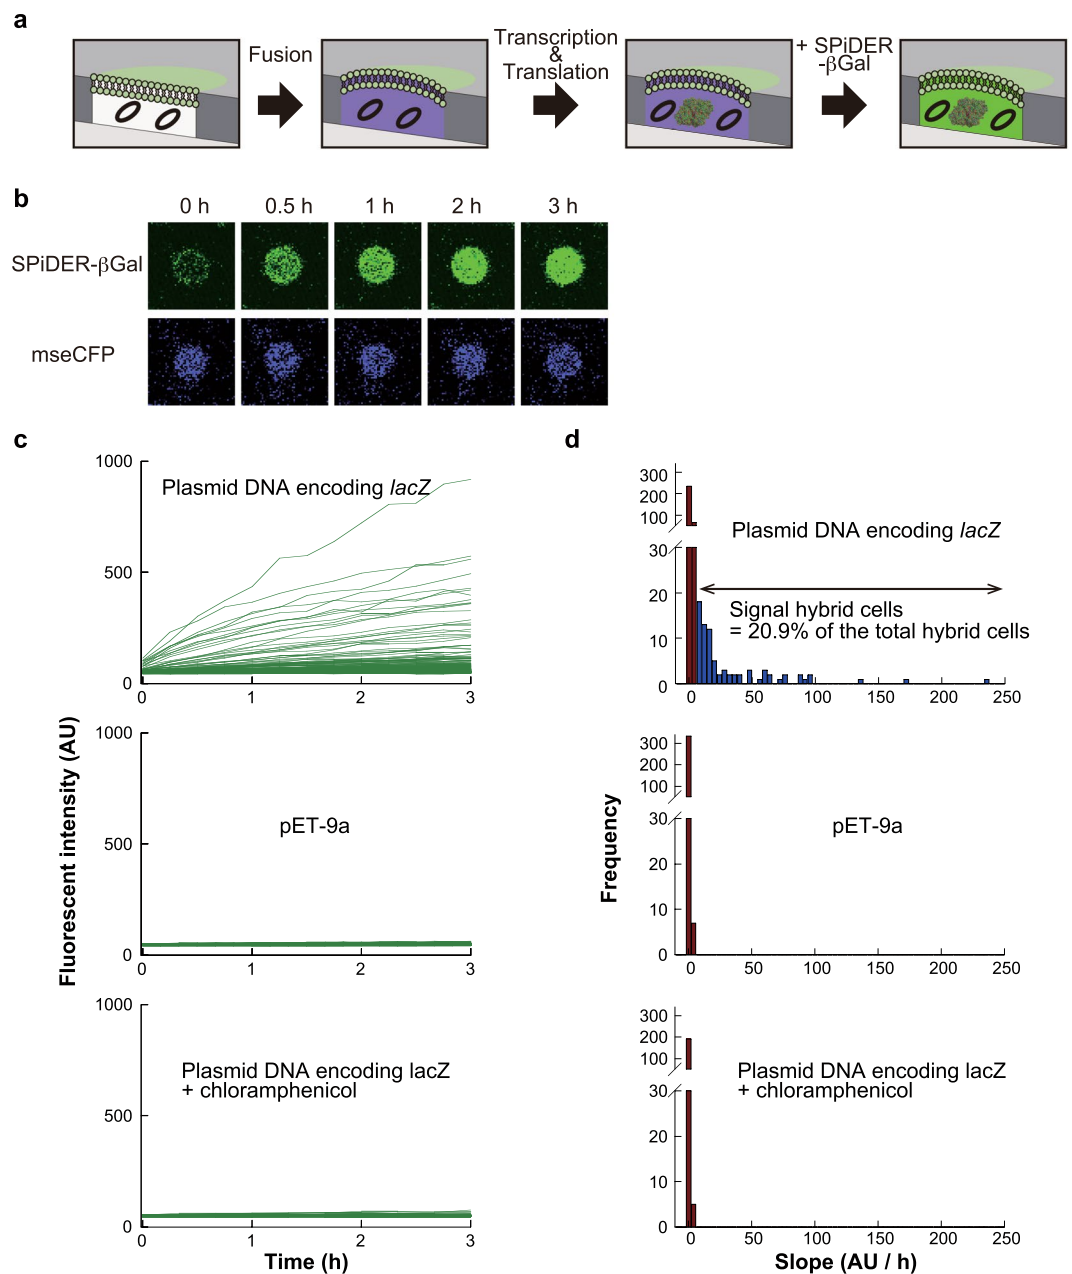 a
Fusion
Transcription
&
Translation
+ SPiDER
-βGal
b
0 h
0.5 h
1 h
2 h
3 h
SPiDER-βGal
mseCFP
c
Fluorescent intensity (AU)
1000
500
0
Plasmid DNA encoding lacZ
0
1
2
3
1000
500
0
pET-9a
0
1
2
3
1000
500
0
Plasmid DNA encoding lacZ
+ chloramphenicol
0
1
2
3
Time (h)
d
Frequency
300
200
100
30
20
10
0
Plasmid DNA encoding lacZ
Signal hybrid cells
= 20.9% of the total hybrid cells
0
50
100
150
200
250
300
200
100
30
20
10
0
pET-9a
0
50
100
150
200
250
300
200
100
30
20
10
0
Plasmid DNA encoding lacZ
+ chloramphenicol
0
50
100
150
200
250
Slope (AU / h)